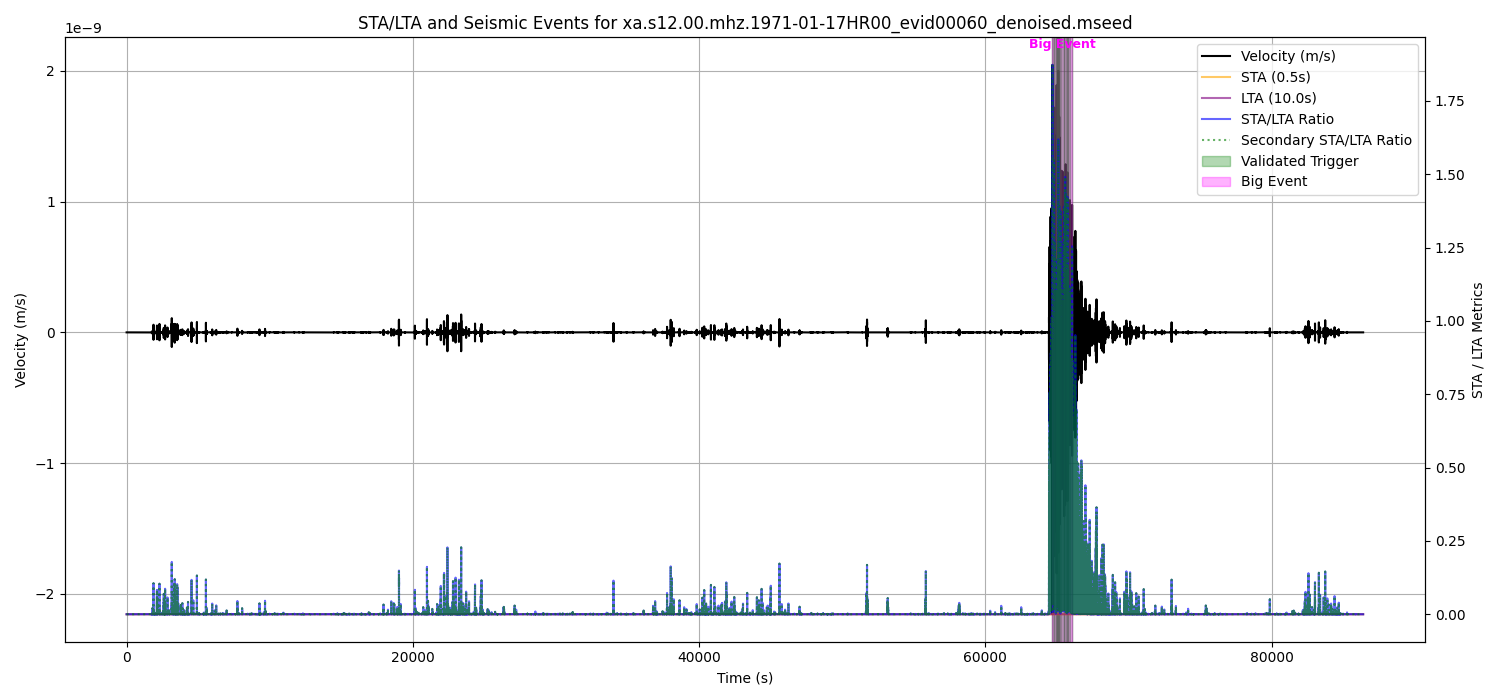 STA/LTA and Seismic Events for xa.s12.00.mhz.1971-01-17HR00_evid00060_denoised.mseed
1e−9
Big Event
Velocity (m/s)
STA (0.5s)
LTA (10.0s)
STA/LTA Ratio
Secondary STA/LTA Ratio
Validated Trigger
Big Event
2
1
0
−1
−2
Velocity (m/s)
1.75
1.50
1.25
1.00
0.75
0.50
0.25
0.00
STA / LTA Metrics
0 20000 40000 60000 80000
Time (s)